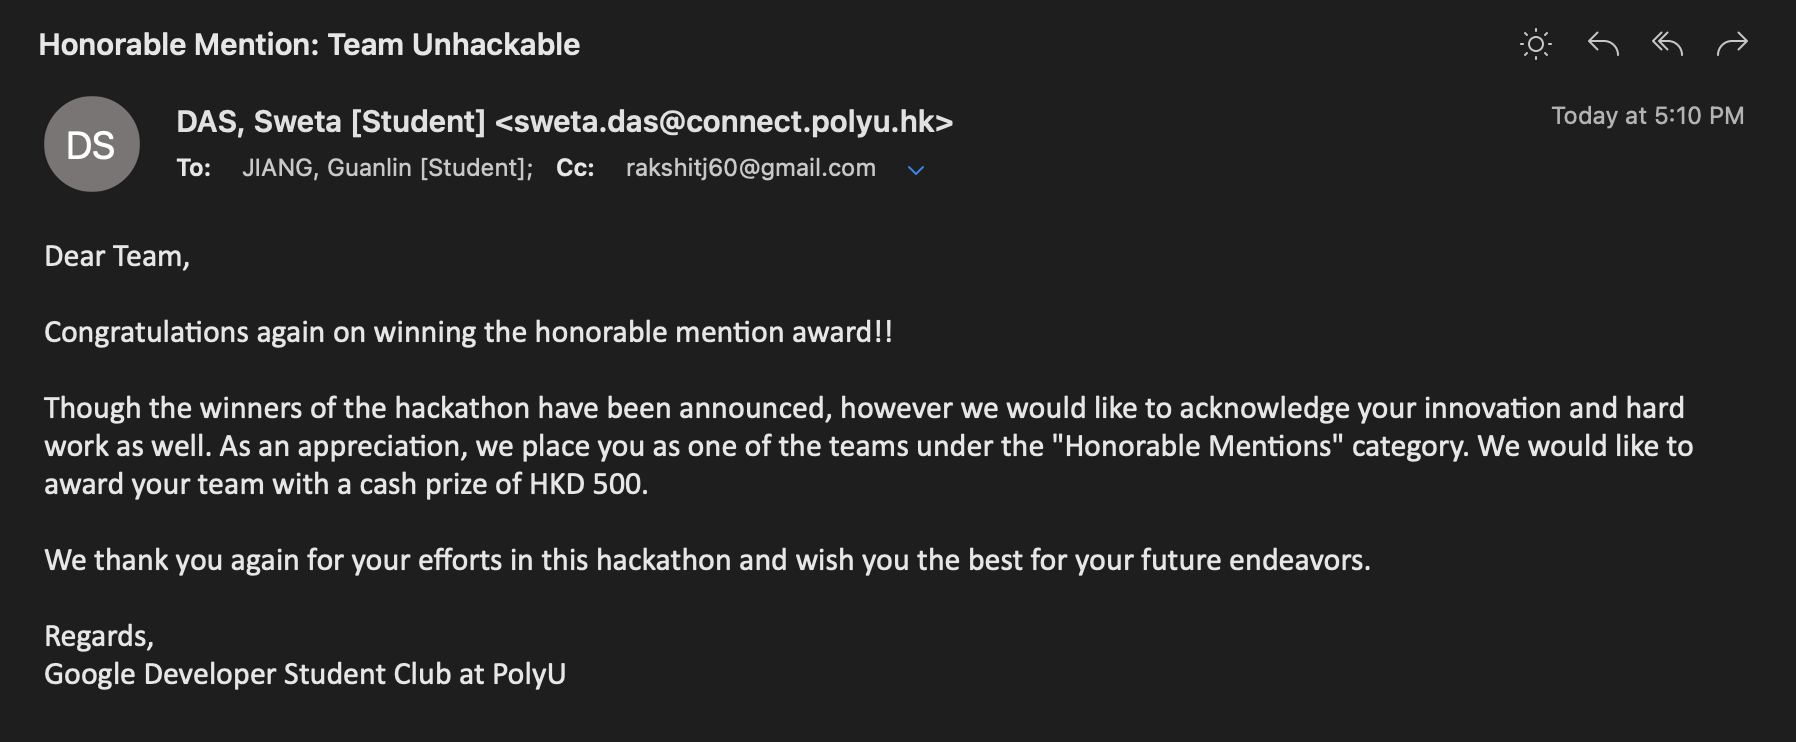 Honorable Mention: Team Unhackable
DS
DAS, Sweta [Student] <sweta.das@connect.polyu.hk>
Today at 5:10 PM
To: JIANG, Guanlin [Student]; Cc: rakshitj60@gmail.com
Dear Team,
Congratulations again on winning the honorable mention award!!
Though the winners of the hackathon have been announced, however we would like to acknowledge your innovation and hard
work as well. As an appreciation, we place you as one of the teams under the "Honorable Mentions" category. We would like to
award your team with a cash prize of HKD 500.
We thank you again for your efforts in this hackathon and wish you the best for your future endeavors.
Regards,
Google Developer Student Club at PolyU